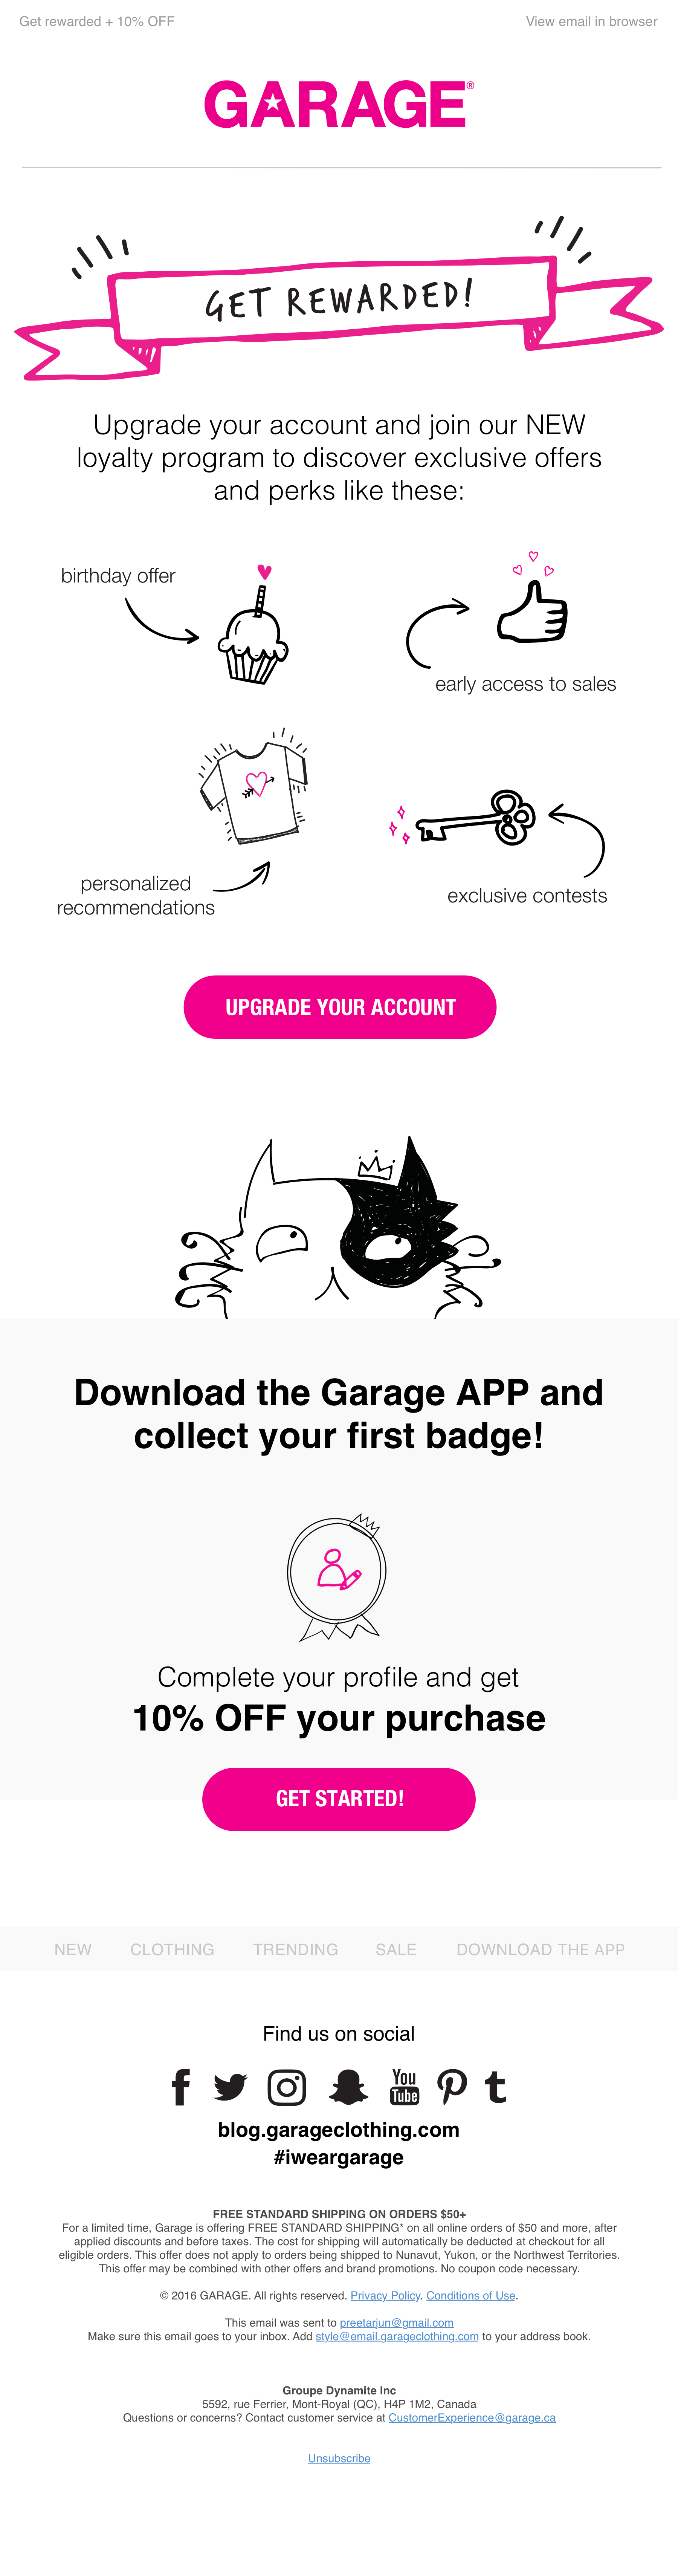 Get rewarded + 10% OFF
View email in browser
GARAGE®
GET REWARDED!
Upgrade your account and join our NEW
loyalty program to discover exclusive offers
and perks like these:
birthday offer
early access to sales
personalized
recommendations
exclusive contests
UPGRADE YOUR ACCOUNT
Download the Garage APP and
collect your first badge!
Complete your profile and get
10% OFF your purchase
GET STARTED!
NEW CLOTHING TRENDING SALE DOWNLOAD THE APP
Find us on social
You
Tube
blog.garageclothing.com
#iweargarage
FREE STANDARD SHIPPING ON ORDERS $50+
For a limited time, Garage is offering FREE STANDARD SHIPPING* on all online orders of $50 and more, after
applied discounts and before taxes. The cost for shipping will automatically be deducted at checkout for all
eligible orders. This offer does not apply to orders being shipped to Nunavut, Yukon, or the Northwest Territories.
This offer may be combined with other offers and brand promotions. No coupon code necessary.
© 2016 GARAGE. All rights reserved. Privacy Policy. Conditions of Use.
This email was sent to preetarjun@gmail.com
Make sure this email goes to your inbox. Add style@email.garageclothing.com to your address book.
Groupe Dynamite Inc
5592, rue Ferrier, Mont-Royal (QC), H4P 1M2, Canada
Questions or concerns? Contact customer service at CustomerExperience@garage.ca
Unsubscribe